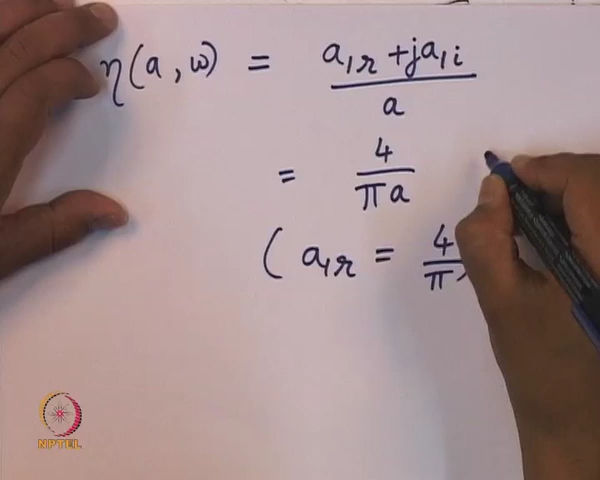 η(a, ω) = a₁r + ja₁i / a
= 4 / πa
( a₁r = 4 / π,
NPTEL